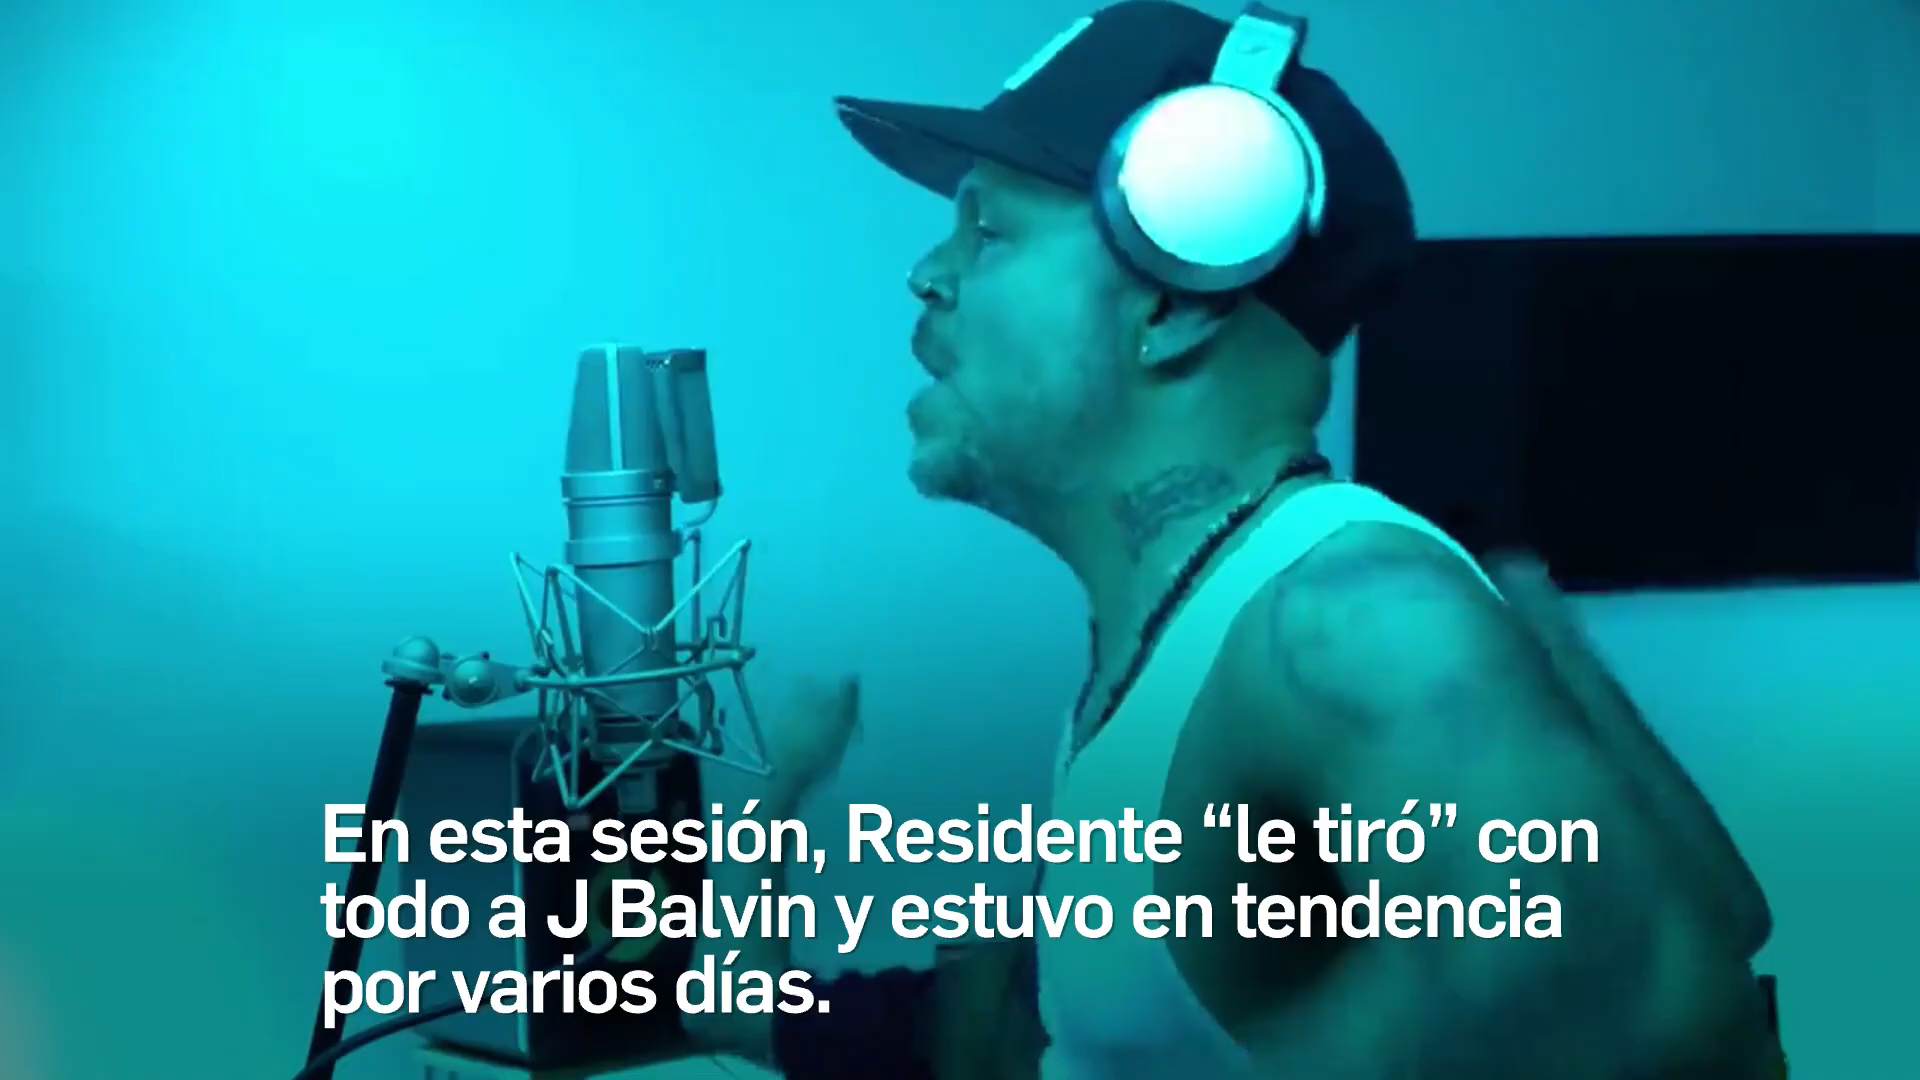 En esta sesión, Residente “le tiró” con
todo a J Balvin y estuvo en tendencia
por varios días.